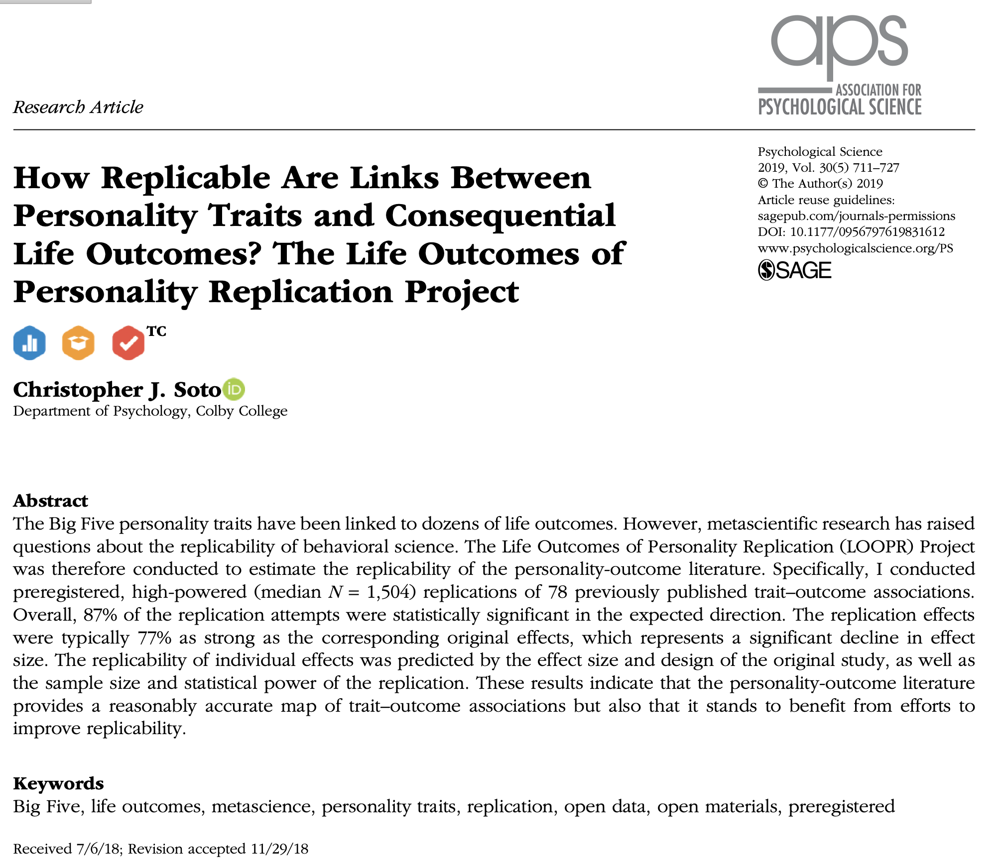 aps
ASSOCIATION FOR
PSYCHOLOGICAL SCIENCE
Research Article
How Replicable Are Links Between
Personality Traits and Consequential
Life Outcomes? The Life Outcomes of
Personality Replication Project
Psychological Science
2019, Vol. 30(5) 711–727
© The Author(s) 2019
Article reuse guidelines:
sagepub.com/journals-permissions
DOI: 10.1177/0956797619831612
www.psychologicalscience.org/PS
SAGE
TC
Christopher J. Soto iD
Department of Psychology, Colby College
Abstract
The Big Five personality traits have been linked to dozens of life outcomes. However, metascientific research has raised
questions about the replicability of behavioral science. The Life Outcomes of Personality Replication (LOOPR) Project
was therefore conducted to estimate the replicability of the personality-outcome literature. Specifically, I conducted
preregistered, high-powered (median N = 1,504) replications of 78 previously published trait–outcome associations.
Overall, 87% of the replication attempts were statistically significant in the expected direction. The replication effects
were typically 77% as strong as the corresponding original effects, which represents a significant decline in effect
size. The replicability of individual effects was predicted by the effect size and design of the original study, as well as
the sample size and statistical power of the replication. These results indicate that the personality-outcome literature
provides a reasonably accurate map of trait–outcome associations but also that it stands to benefit from efforts to
improve replicability.
Keywords
Big Five, life outcomes, metascience, personality traits, replication, open data, open materials, preregistered
Received 7/6/18; Revision accepted 11/29/18